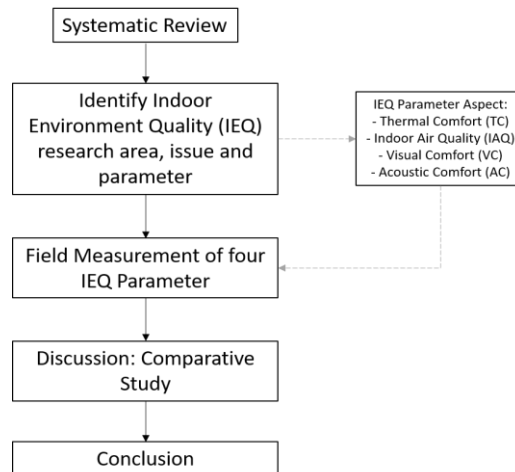 Systematic Review
Identify Indoor
Environment Quality (IEQ)
research area, issue and
parameter
IEQ Parameter Aspect:
- Thermal Comfort (TC)
- Indoor Air Quality (IAQ)
- Visual Comfort (VC)
- Acoustic Comfort (AC)
Field Measurement of four
IEQ Parameter
Discussion: Comparative
Study
Conclusion